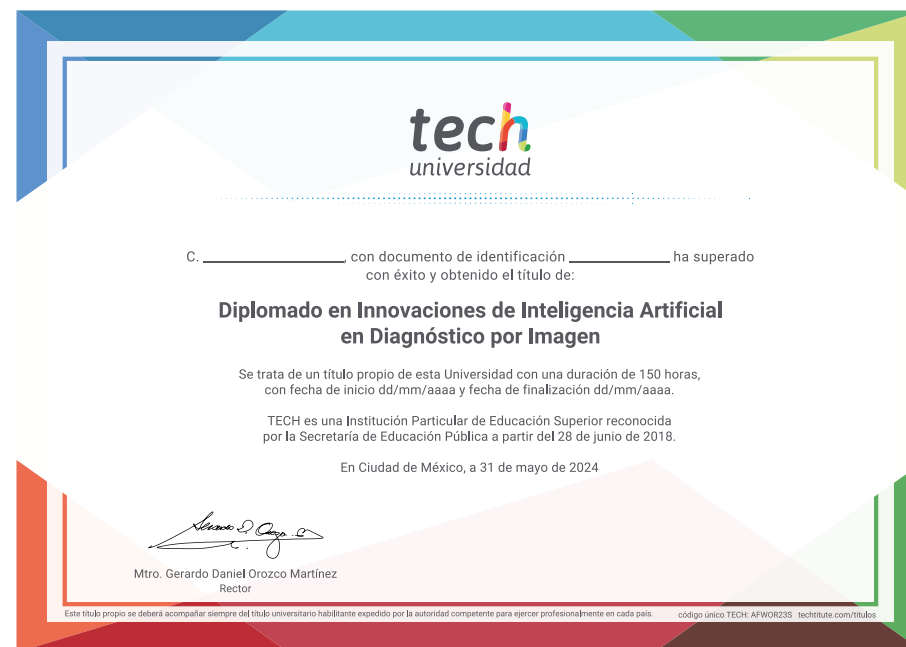 tech
universidad
C. ____________________, con documento de identificación ______________ ha superado
con éxito y obtenido el título de:
Diplomado en Innovaciones de Inteligencia Artificial
en Diagnóstico por Imagen
Se trata de un título propio de esta Universidad con una duración de 150 horas,
con fecha de inicio dd/mm/aaaa y fecha de finalización dd/mm/aaaa.
TECH es una Institución Particular de Educación Superior reconocida
por la Secretaría de Educación Pública a partir del 28 de junio de 2018.
En Ciudad de México, a 31 de mayo de 2024
Mtro. Gerardo Daniel Orozco Martínez
Rector
Este título propio se deberá acompañar siempre del título universitario habilitante expedido por la autoridad competente para ejercer profesionalmente en cada país. código único TECH: AFWOR23S techtitute.com/titulos